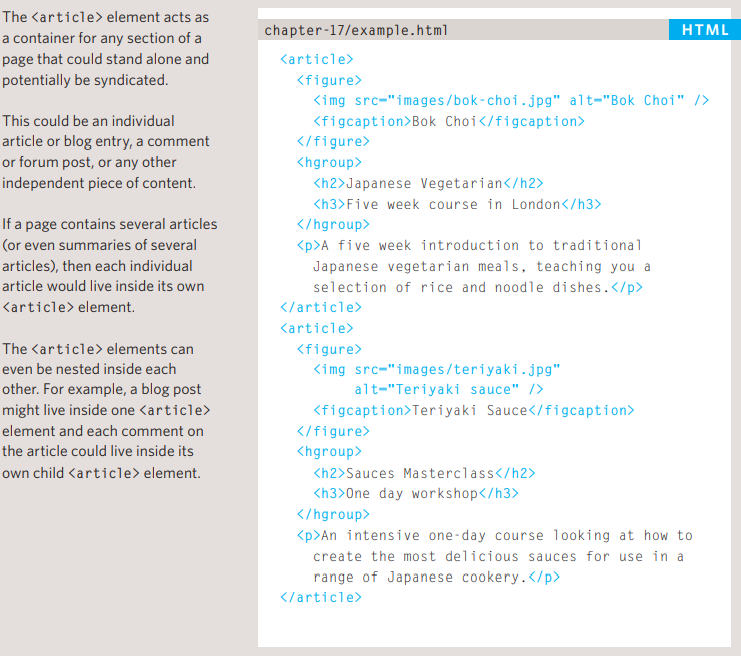 The <article> element acts as
a container for any section of a
page that could stand alone and
potentially be syndicated.
This could be an individual
article or blog entry, a comment
or forum post, or any other
independent piece of content.
If a page contains several articles
(or even summaries of several
articles), then each individual
article would live inside its own
<article> element.
The <article> elements can
even be nested inside each
other. For example, a blog post
might live inside one <article>
element and each comment on
the article could live inside its
own child <article> element.
chapter-17/example.html HTML
<article>
<figure>
<img src="images/bok-choi.jpg" alt="Bok Choi" />
<figcaption>Bok Choi</figcaption>
</figure>
<hgroup>
<h2>Japanese Vegetarian</h2>
<h3>Five week course in London</h3>
</hgroup>
<p>A five week introduction to traditional
Japanese vegetarian meals, teaching you a
selection of rice and noodle dishes.</p>
</article>
<article>
<figure>
<img src="images/teriyaki.jpg"
alt="Teriyaki sauce" />
<figcaption>Teriyaki Sauce</figcaption>
</figure>
<hgroup>
<h2>Sauces Masterclass</h2>
<h3>One day workshop</h3>
</hgroup>
<p>An intensive one-day course looking at how to
create the most delicious sauces for use in a
range of Japanese cookery.</p>
</article>